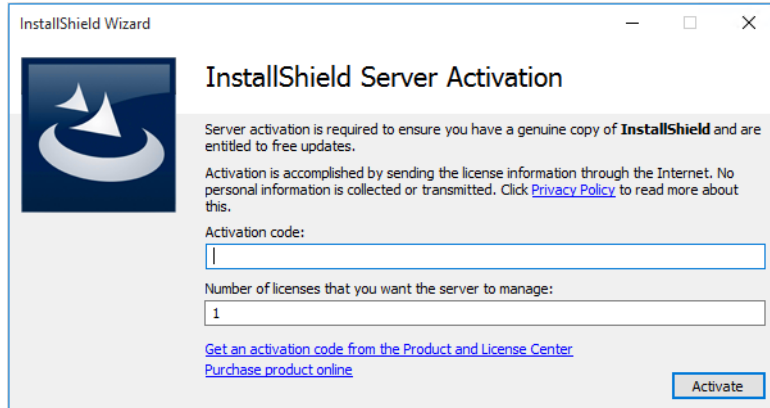 InstallShield Wizard
InstallShield Server Activation
Server activation is required to ensure you have a genuine copy of InstallShield and are
entitled to free updates.
Activation is accomplished by sending the license information through the Internet. No
personal information is collected or transmitted. Click Privacy Policy to read more about
this.
Activation code:
Number of licenses that you want the server to manage:
1
Get an activation code from the Product and License Center
Purchase product online
Activate